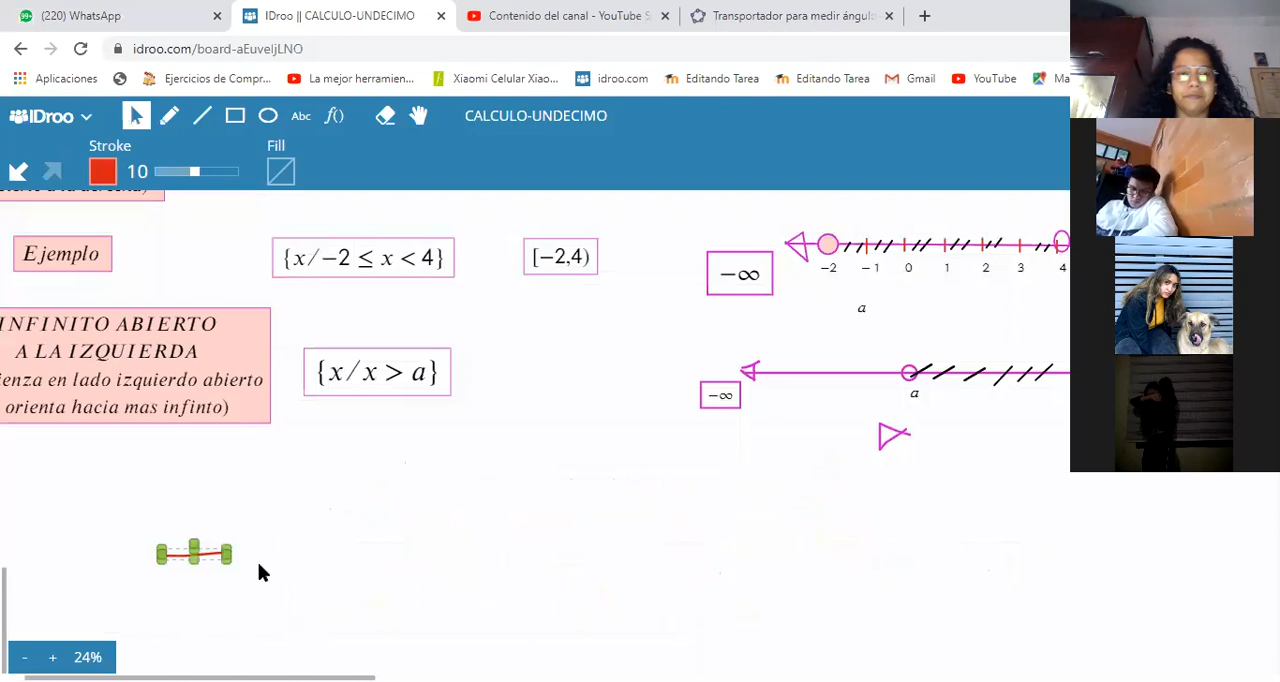 (220) WhatsApp
IDroo || CALCULO-UNDECIMO
Contenido del canal - YouTube S
Transportador para medir ángul
idroo.com/board-aEuveljLNO
Aplicaciones
Ejercicios de Compr...
La mejor herramien...
Xiaomi Celular Xiao...
idroo.com
Editando Tarea
Editando Tarea
Gmail
YouTube
Ma
IDroo
Abc
f()
CALCULO-UNDECIMO
Stroke
Fill
10
Ejemplo
{x/−2 ≤ x < 4}
[−2,4)
−∞
−2 −1 0 1 2 3 4
a
INFINITO ABIERTO
A LA IZQUIERDA
ienza en lado izquierdo abierto
orienta hacia mas infinto)
{x/x > a}
−∞
a
- + 24%